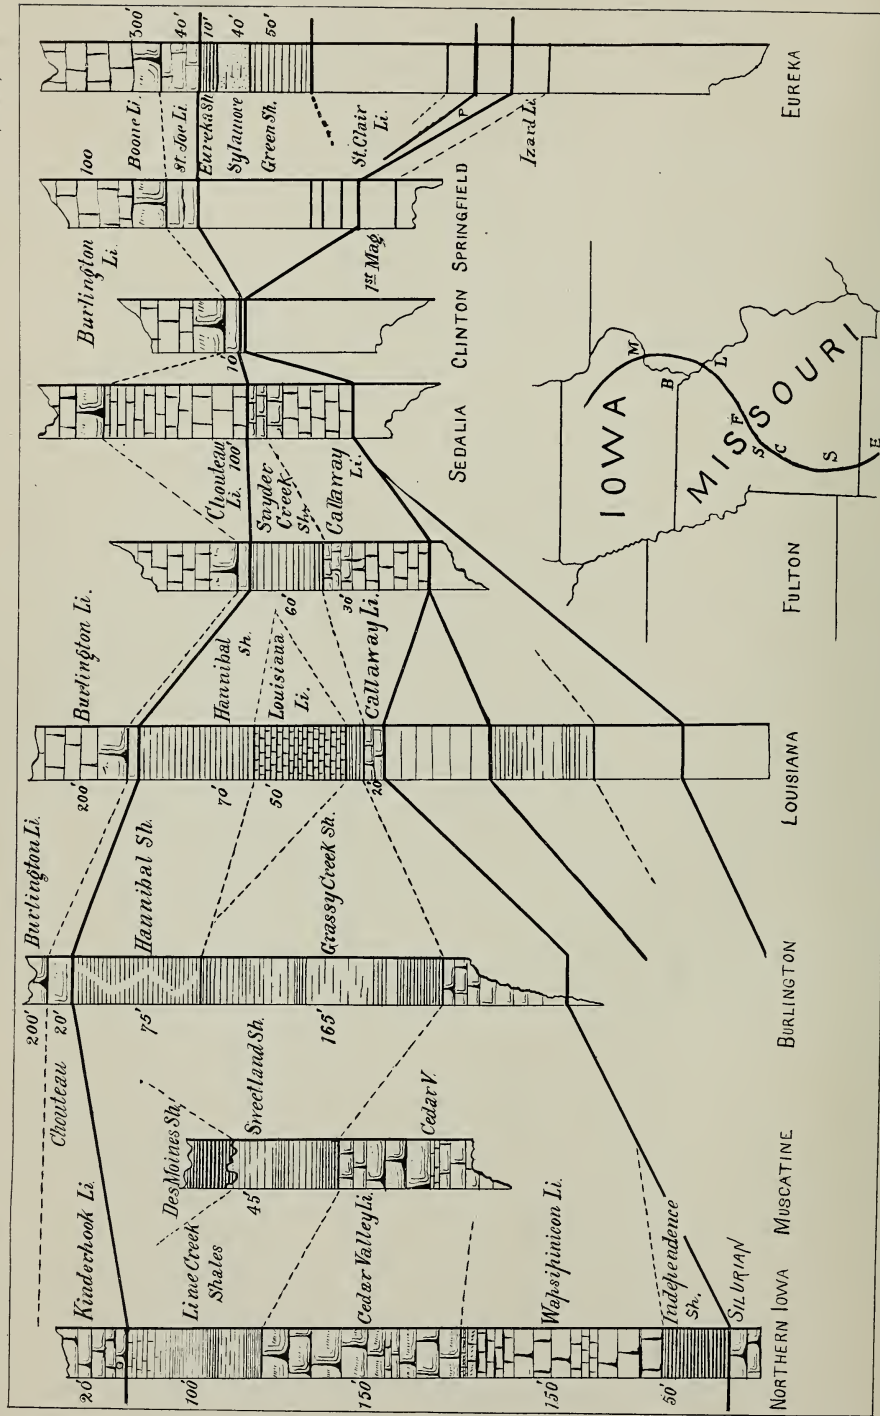 20'
Kinderhook Li.
100'
Lime Creek
Shales
150'
Cedar Valley Li.
150'
Wapsipinicon Li.
50'
Independence
Sh.
SILURIAN
NORTHERN IOWA
Des Moines Sh.
45'
Sweetland Sh.
Cedar V.
MUSCATINE
200'
Burlington Li.
20'
Chouteau
75'
Hannibal Sh.
165'
Grassy Creek Sh.
BURLINGTON
200'
Burlington Li.
70'
Hannibal
Sh.
50'
Louisiana
Li.
20'
Callaway Li.
LOUISIANA
Chouteau
Li.
60'
Snyder
Creek
Sh.
30'
Callaway
Li.
FULTON
100'
SEDALIA
Burlington
Li.
10'
1st Mag.
CLINTON
100
SPRINGFIELD
300'
Boone Li.
40'
St. Joe Li.
10'
Eureka Sh.
40'
Sylamore
50'
Green Sh.
St. Clair
Li.
P
Izard Li.
EUREKA
IOWA
MISSOURI
M
B
L
F
S
C
S
E